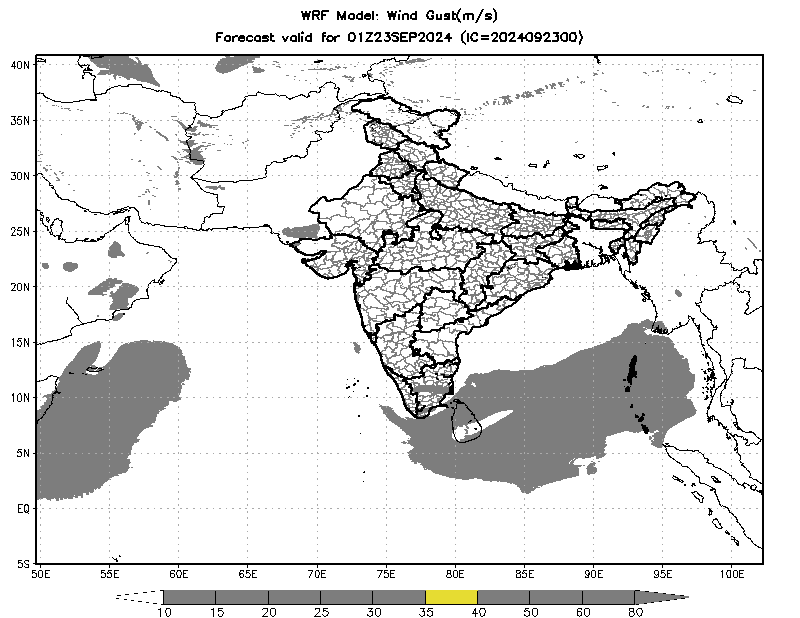 WRF Model: Wind Gust(m/s)
Forecast valid for 01Z23SEP2024 (IC=2024092300)
40N
35N
30N
25N
20N
15N
10N
5N
EQ
5S
50E 55E 60E 65E 70E 75E 80E 85E 90E 95E 100E
10 15 20 25 30 35 40 50 60 80